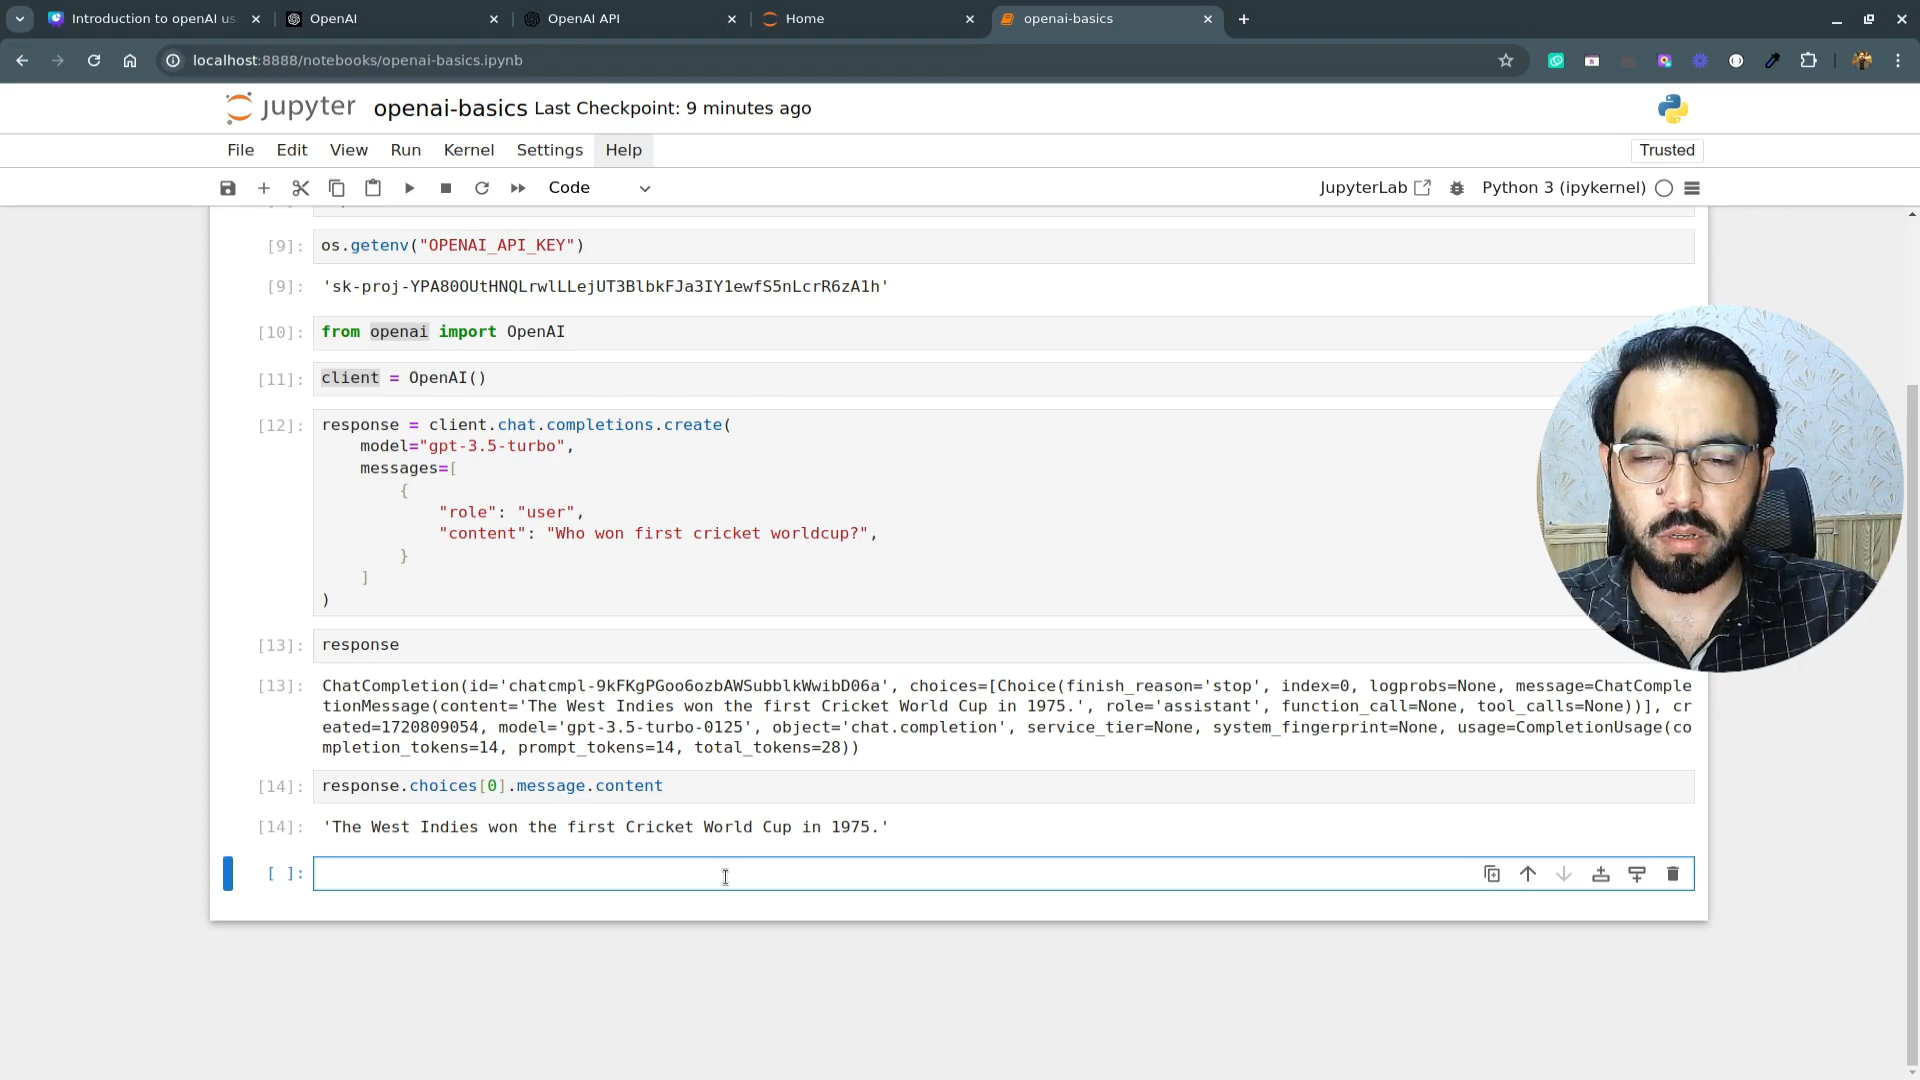 Introduction to openAI us
OpenAI
OpenAI API
Home
openai-basics
localhost:8888/notebooks/openai-basics.ipynb
jupyter openai-basics Last Checkpoint: 9 minutes ago
File Edit View Run Kernel Settings Help
Trusted
Code
JupyterLab
Python 3 (ipykernel)
[9]: os.getenv("OPENAI_API_KEY")
[9]: 'sk-proj-YPA80OUtHNQLrwlLLejUT3BlbkFJa3IY1ewfS5nLcrR6zA1h'
[10]: from openai import OpenAI
[11]: client = OpenAI()
[12]: response = client.chat.completions.create(
model="gpt-3.5-turbo",
messages=[
{
"role": "user",
"content": "Who won first cricket worldcup?",
}
]
)
[13]: response
[13]: ChatCompletion(id='chatcmpl-9kFKgPGoo6ozbAWSubblkWwibD06a', choices=[Choice(finish_reason='stop', index=0, logprobs=None, message=ChatComple
tionMessage(content='The West Indies won the first Cricket World Cup in 1975.', role='assistant', function_call=None, tool_calls=None))], cr
eated=1720809054, model='gpt-3.5-turbo-0125', object='chat.completion', service_tier=None, system_fingerprint=None, usage=CompletionUsage(co
mpletion_tokens=14, prompt_tokens=14, total_tokens=28))
[14]: response.choices[0].message.content
[14]: 'The West Indies won the first Cricket World Cup in 1975.'
[ ]: